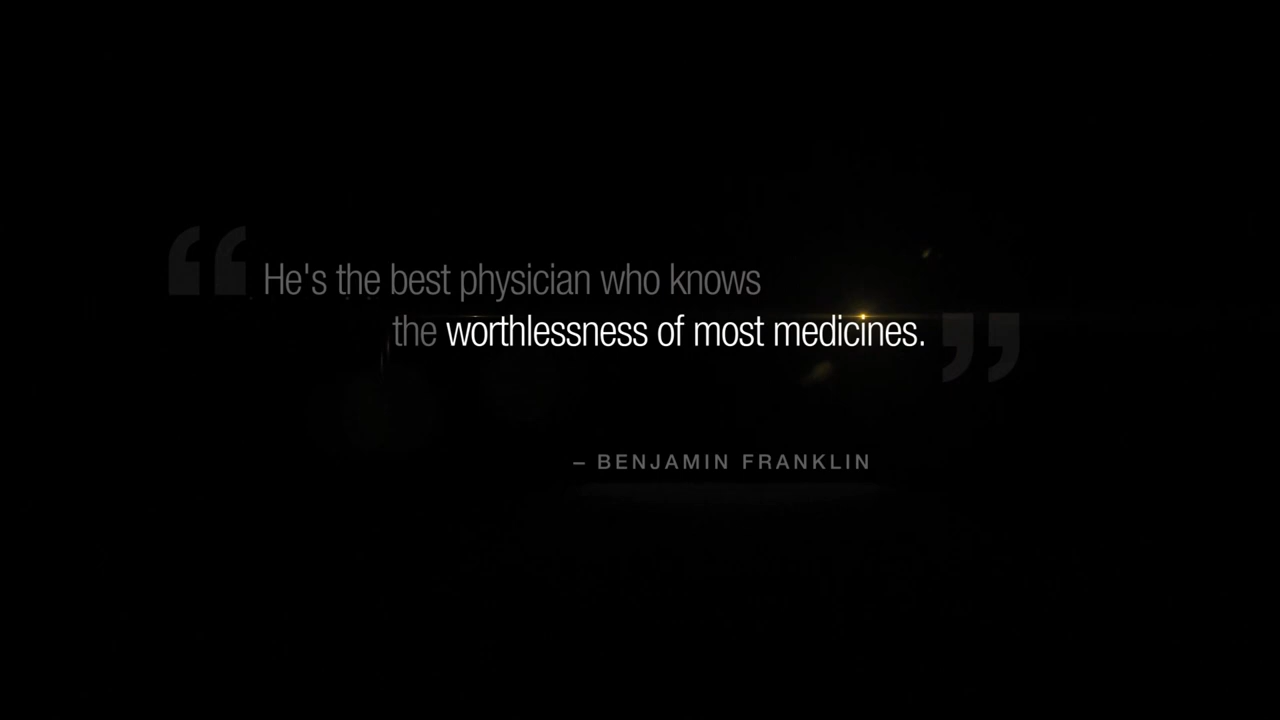 “He's the best physician who knows
the worthlessness of most medicines.”
– BENJAMIN FRANKLIN